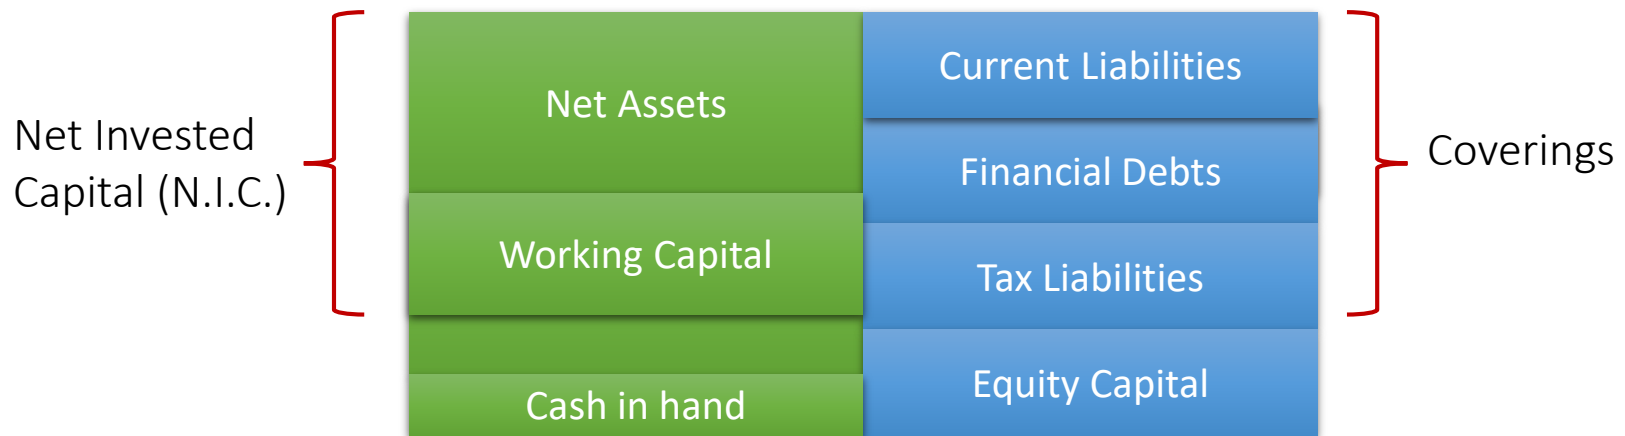 Net Invested
Capital (N.I.C.)
Net Assets
Working Capital
Cash in hand
Current Liabilities
Financial Debts
Tax Liabilities
Equity Capital
Coverings